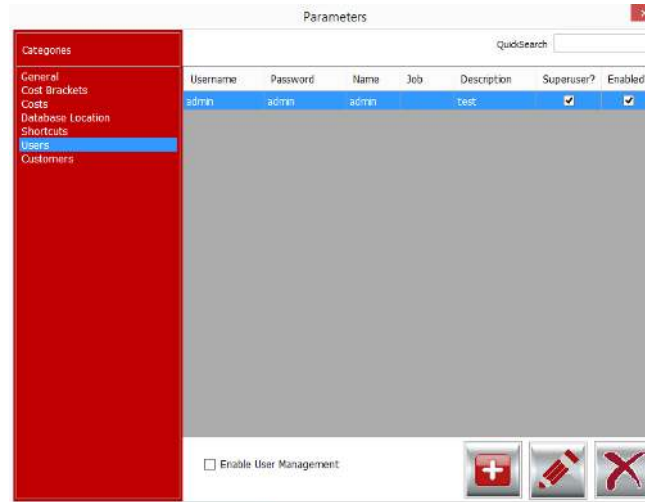 Parameters
QuickSearch
Categories
General
Cost Brackets
Costs
Database Location
Shortcuts
Users
Customers
Username Password Name Job Description Superuser? Enabled
admin admin admin test
Enable User Management